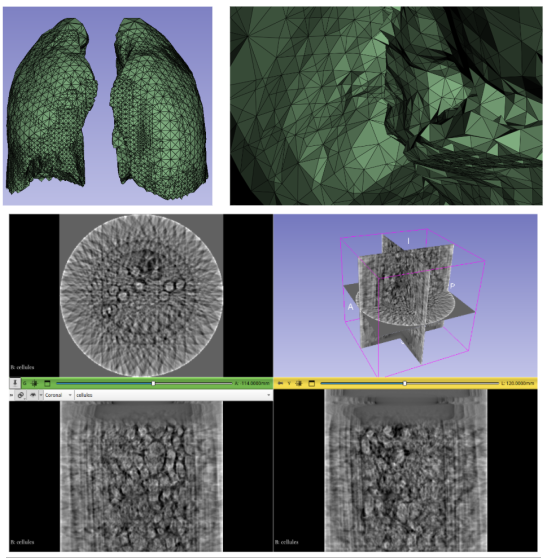 I
P
A
B: cellules
A: 114.0000mm
L: 120.0000mm
Coronal
cellules
B: cellules
B: cellules